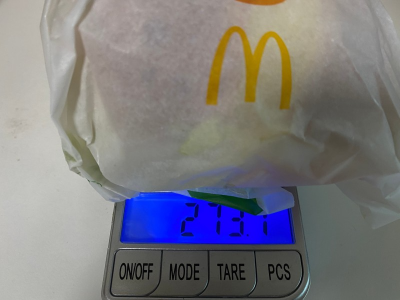 M
273.1
ON/OFF MODE TARE PCS